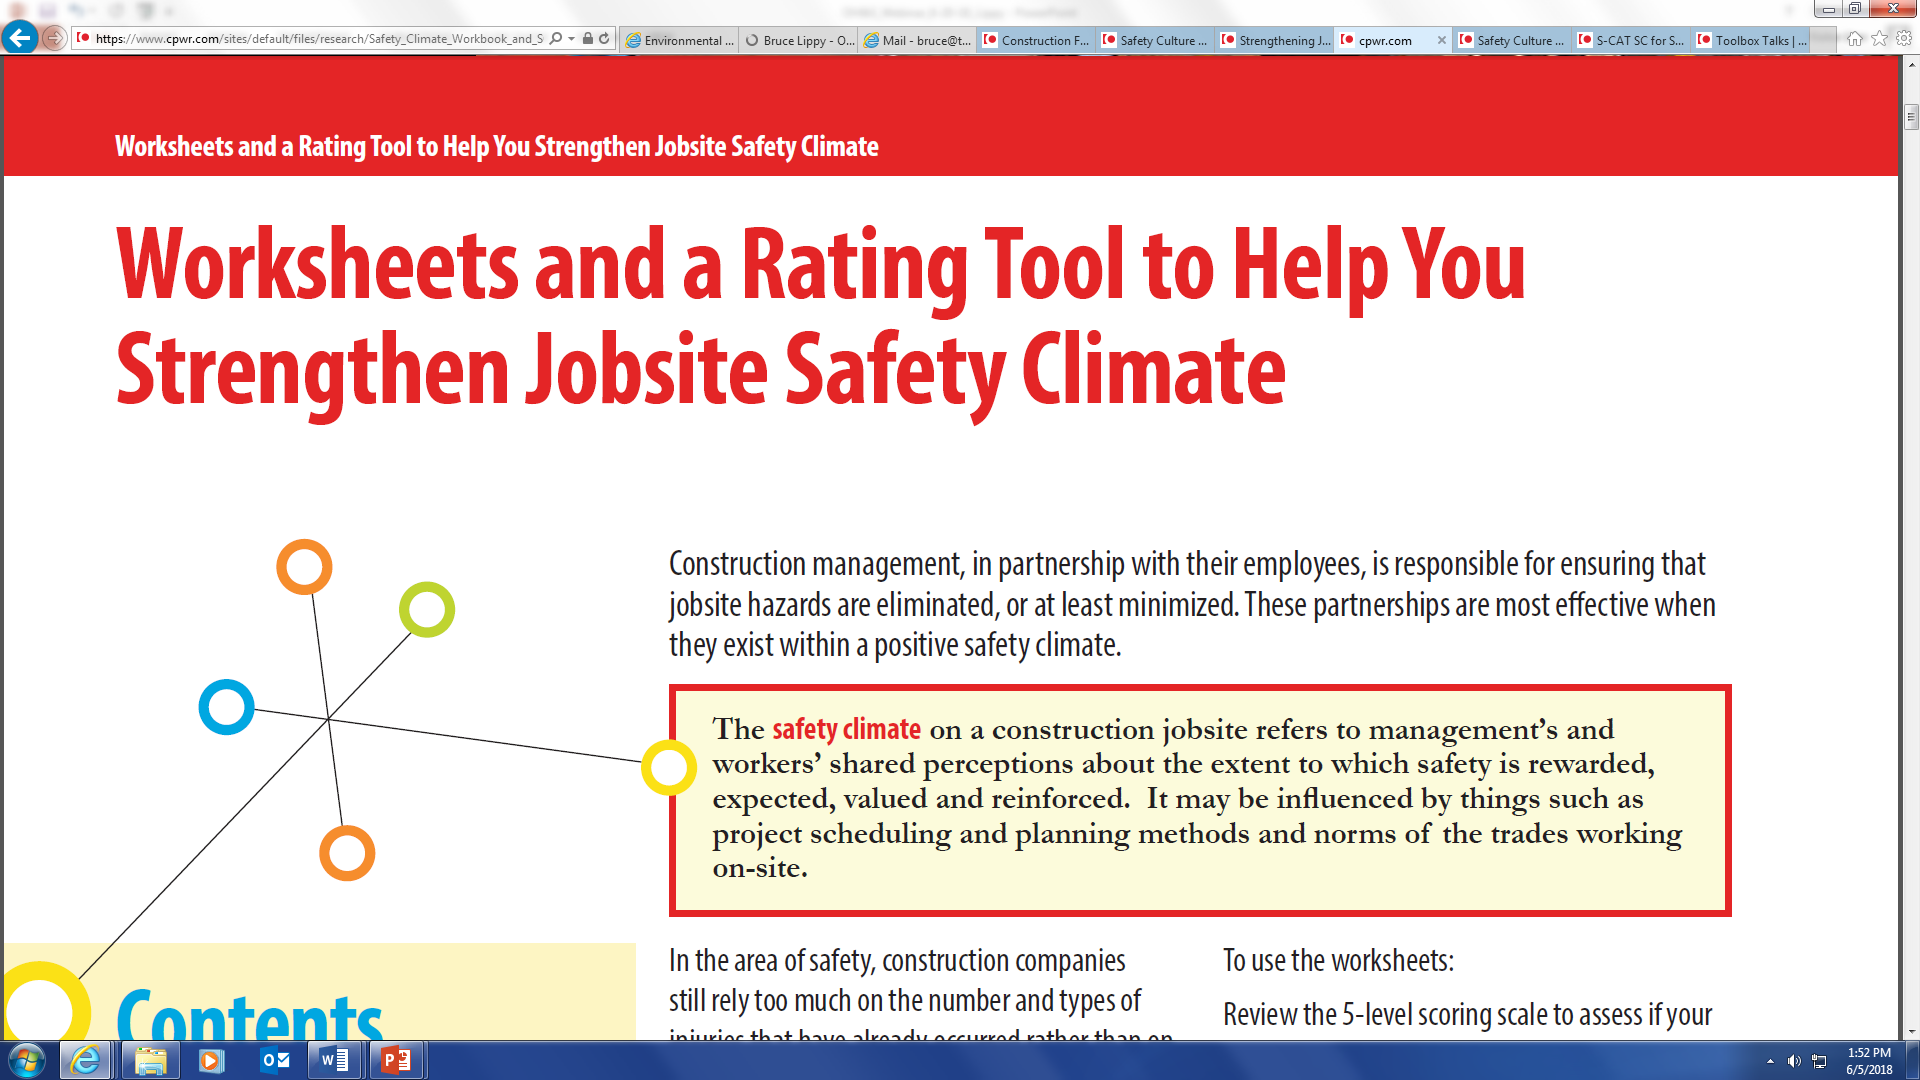 https://www.cpwr.com/sites/default/files/research/Safety_Climate_Workbook_and_S
Environmental ...
Bruce Lippy - O...
Mail - bruce@t...
Construction F...
Safety Culture ...
Strengthening J...
cpwr.com
Safety Culture ...
S-CAT SC for S...
Toolbox Talks | ...
Worksheets and a Rating Tool to Help You Strengthen Jobsite Safety Climate
Worksheets and a Rating Tool to Help You
Strengthen Jobsite Safety Climate
Construction management, in partnership with their employees, is responsible for ensuring that
jobsite hazards are eliminated, or at least minimized. These partnerships are most effective when
they exist within a positive safety climate.
The safety climate on a construction jobsite refers to management’s and
workers’ shared perceptions about the extent to which safety is rewarded,
expected, valued and reinforced.  It may be influenced by things such as
project scheduling and planning methods and norms of the trades working
on-site.
Contents
In the area of safety, construction companies
still rely too much on the number and types of
injuries that have already occurred rather than on
To use the worksheets:
Review the 5-level scoring scale to assess if your
1:52 PM
6/5/2018